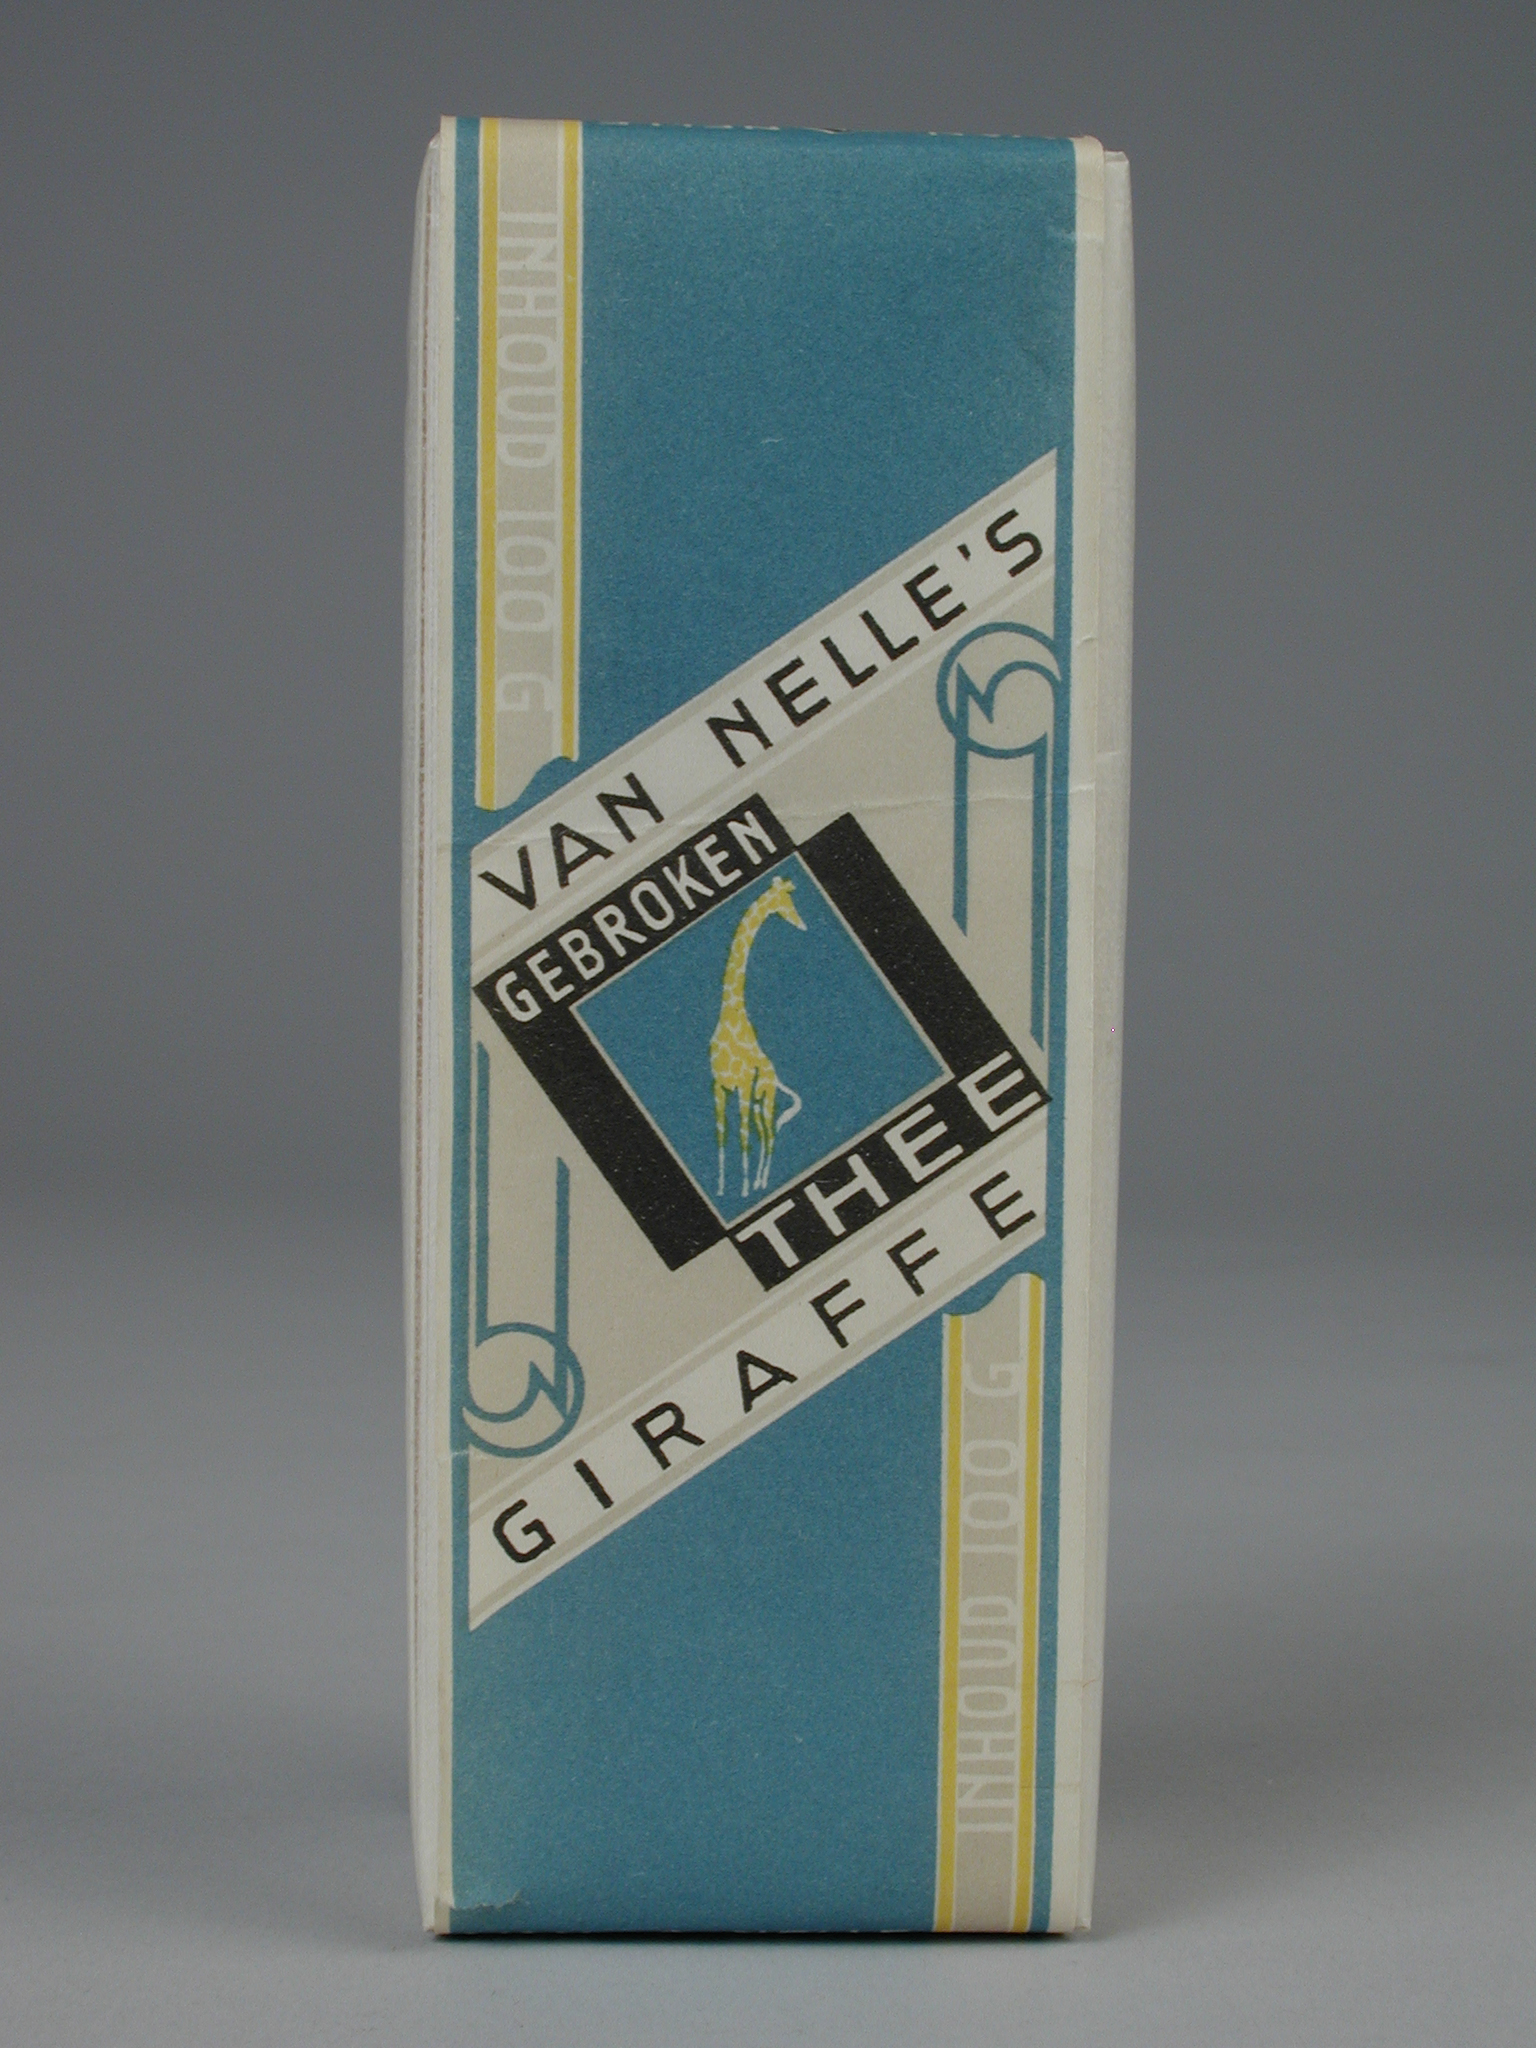 INHOUD 100 G
VAN NELLE'S
GEBROKEN
THEE
GIRAFFE
INHOUD 100 G